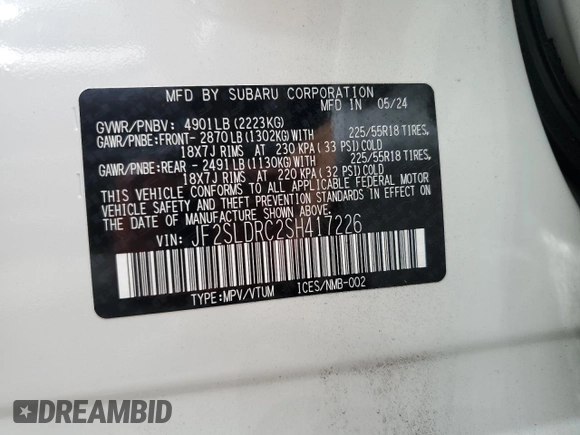 MFD BY SUBARU CORPORATION
MFD. IN 05/24
GVWR/PNBV: 4901LB (2223KG)
GAWR/PNBE:FRONT- 2870LB(1302KG)WITH 225/55R18 TIRES,
18X7J RIMS AT 230 KPA( 33 PSI) COLD
GAWR/PNBE:REAR - 2491LB(1130KG)WITH 225/55R18 TIRES,
18X7J RIMS AT 220 KPA( 32 PSI) COLD
THIS VEHICLE CONFORMS TO ALL APPLICABLE FEDERAL MOTOR
VEHICLE SAFETY AND THEFT PREVENTION STANDARDS IN EFFECT ON
THE DATE OF MANUFACTURE SHOWN ABOVE.
VIN: JF2SLDRC2SH417226
TYPE:MPV/VTUM ICES/NMB-002
DREAMBID